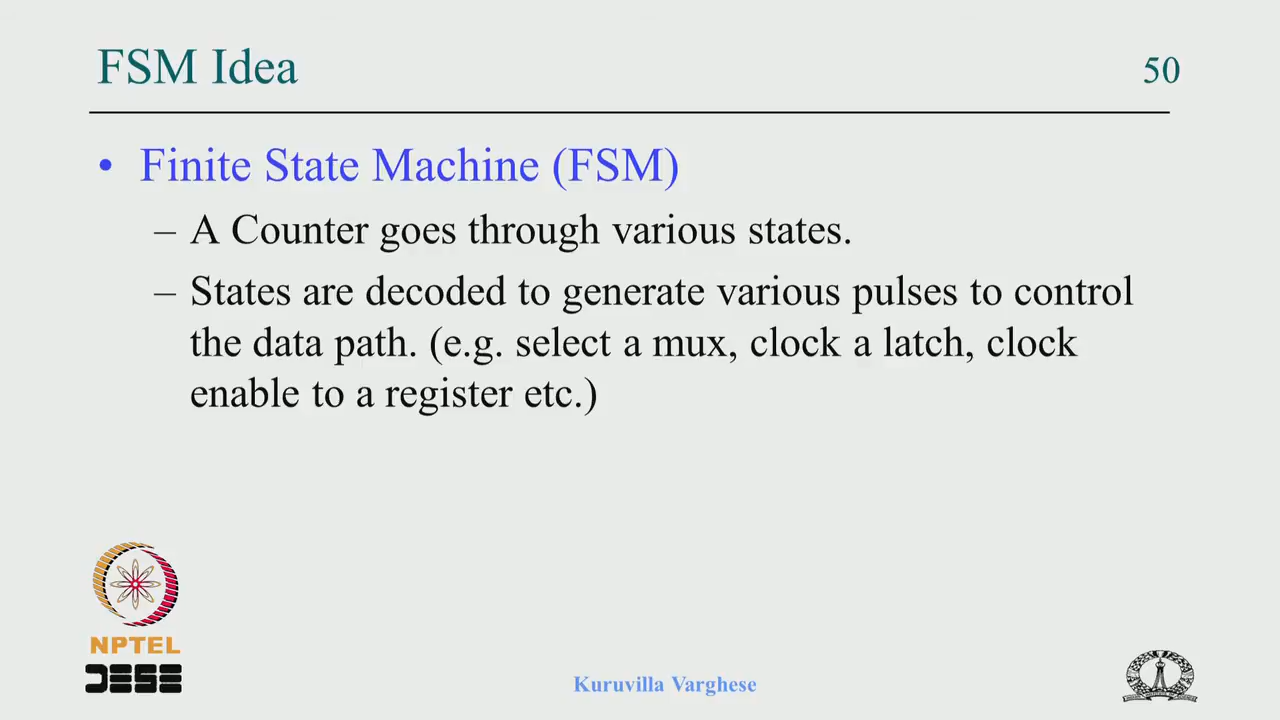 FSM Idea
50
• Finite State Machine (FSM)
– A Counter goes through various states.
– States are decoded to generate various pulses to control
the data path. (e.g. select a mux, clock a latch, clock
enable to a register etc.)
NPTEL
DESE
Kuruvilla Varghese